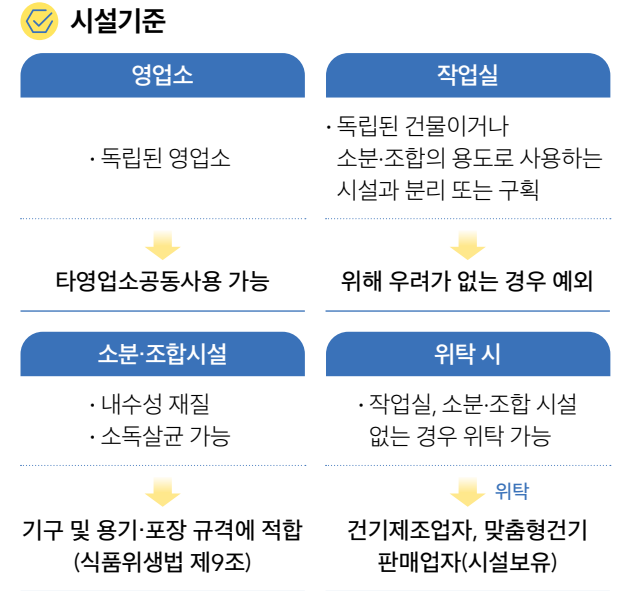 시설기준
영업소
· 독립된 영업소
타영업소공동사용 가능
작업실
· 독립된 건물이거나
소분·조합의 용도로 사용하는
시설과 분리 또는 구획
위해 우려가 없는 경우 예외
소분·조합시설
· 내수성 재질
· 소독살균 가능
기구 및 용기·포장 규격에 적합
(식품위생법 제9조)
위탁 시
· 작업실, 소분·조합 시설
없는 경우 위탁 가능
위탁
건기제조업자, 맞춤형건기
판매업자(시설보유)